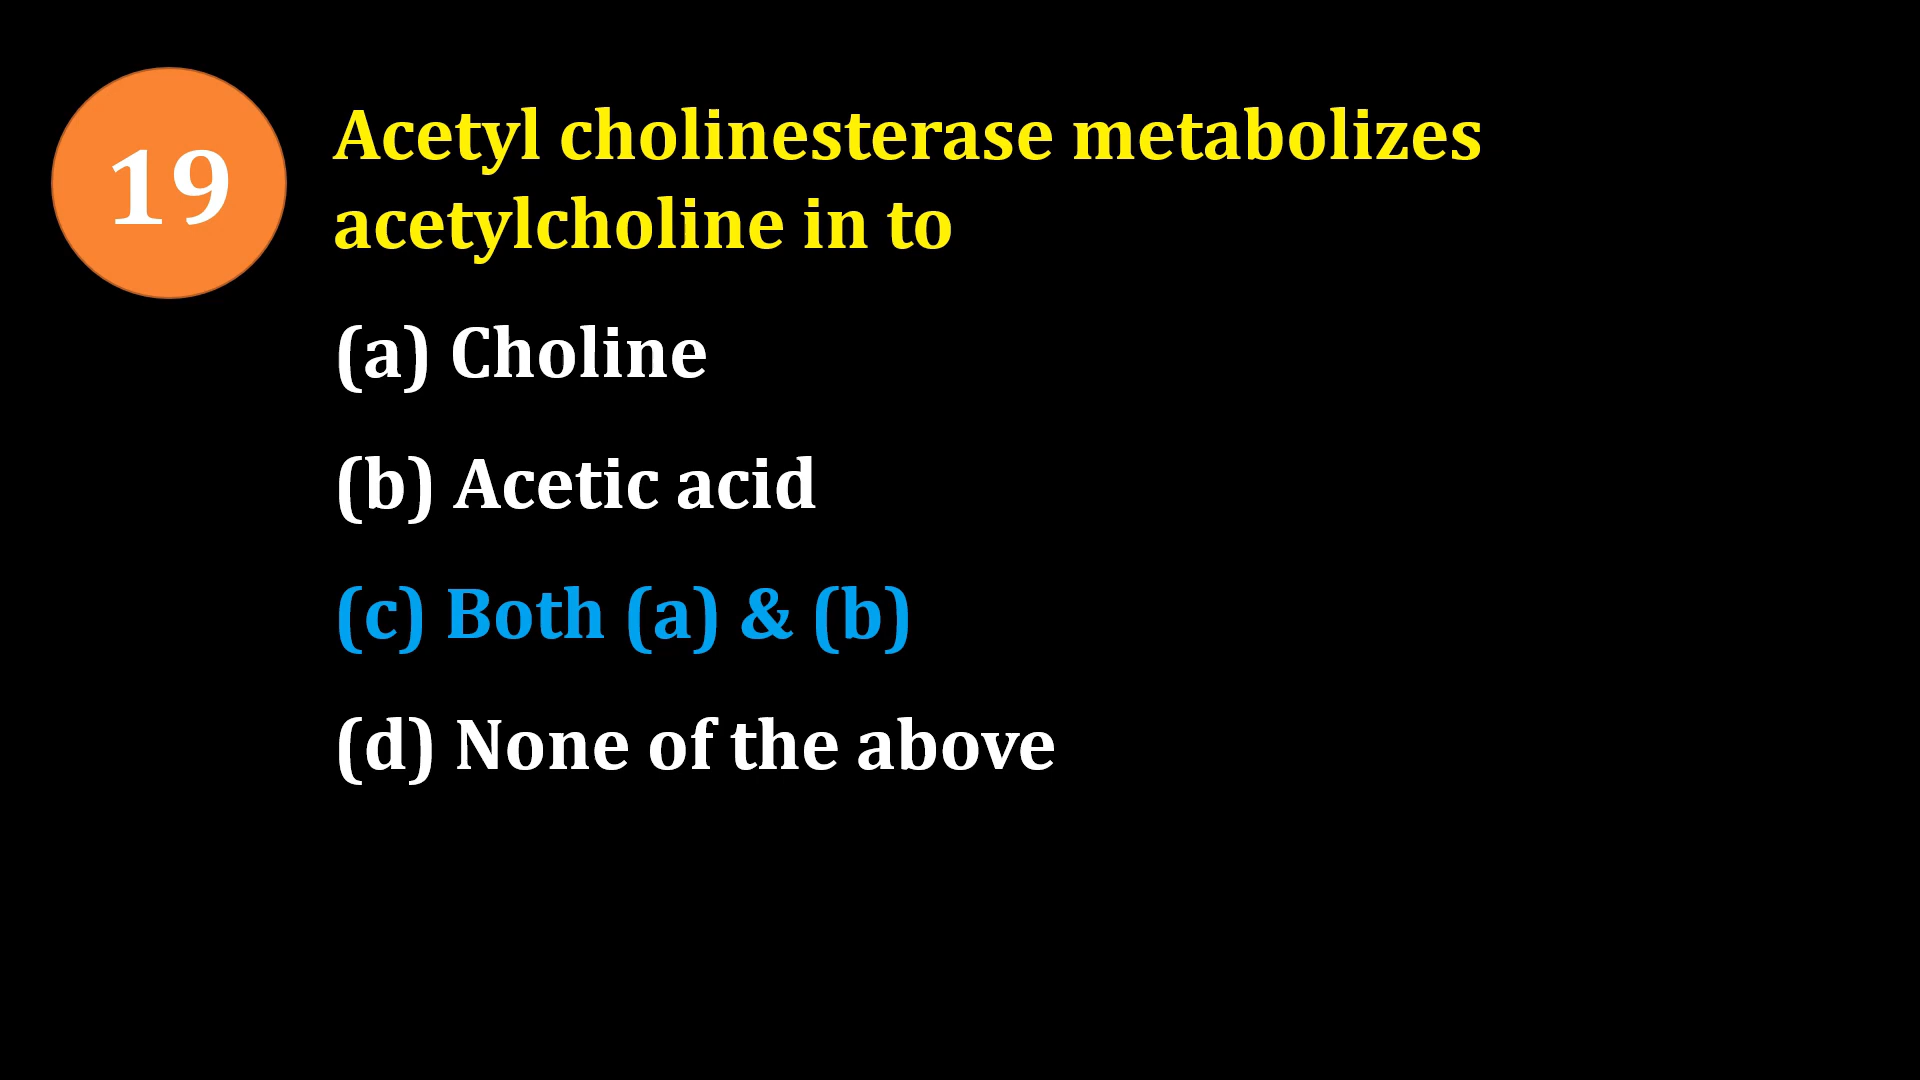 19
Acetyl cholinesterase metabolizes
acetylcholine in to
(a) Choline
(b) Acetic acid
(c) Both (a) & (b)
(d) None of the above